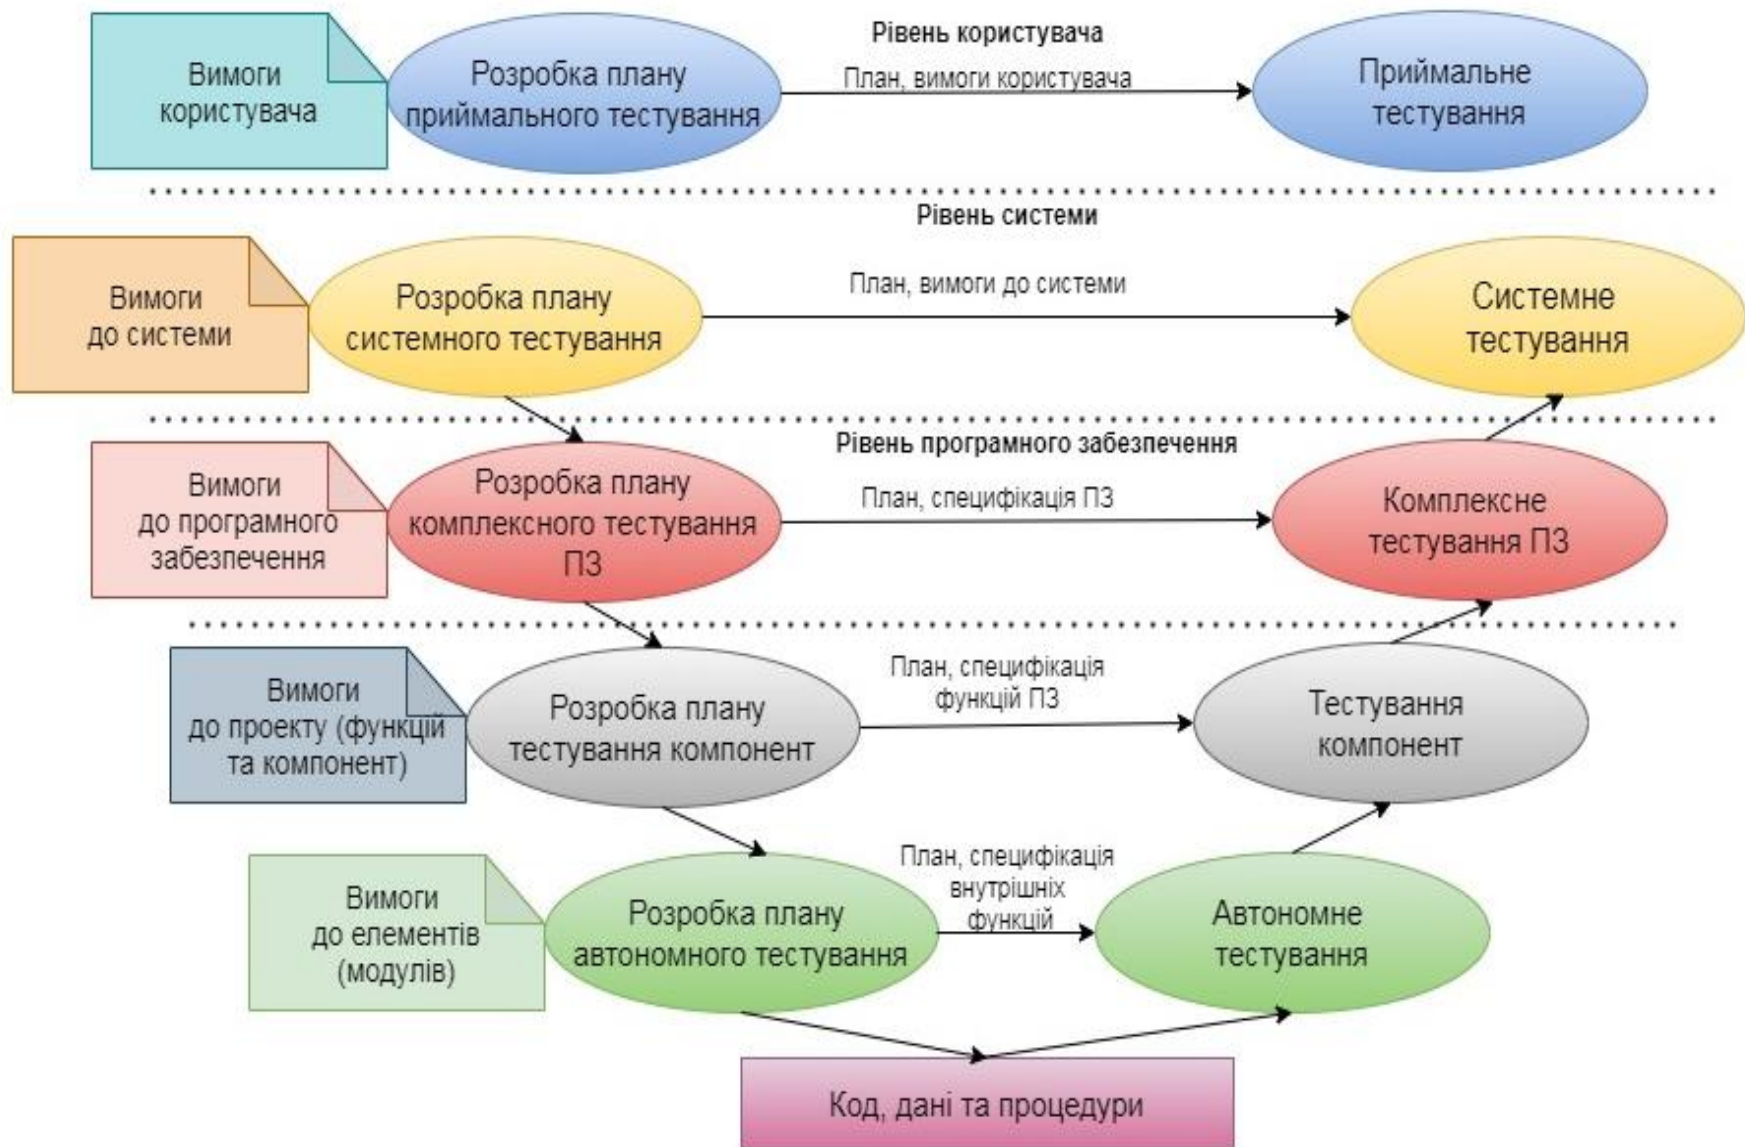 Рівень користувача
Вимоги
користувача
Розробка плану
приймального тестування
План, вимоги користувача
Приймальне
тестування
Рівень системи
Вимоги
до системи
Розробка плану
системного тестування
План, вимоги до системи
Системне
тестування
Рівень програмного забезпечення
Вимоги
до програмного
забезпечення
Розробка плану
комплексного тестування
ПЗ
План, специфікація ПЗ
Комплексне
тестування ПЗ
Вимоги
до проекту (функцій
та компонент)
Розробка плану
тестування компонент
План, специфікація
функцій ПЗ
Тестування
компонент
Вимоги
до елементів
(модулів)
Розробка плану
автономного тестування
План, специфікація
внутрішніх
функцій
Автономне
тестування
Код, дані та процедури